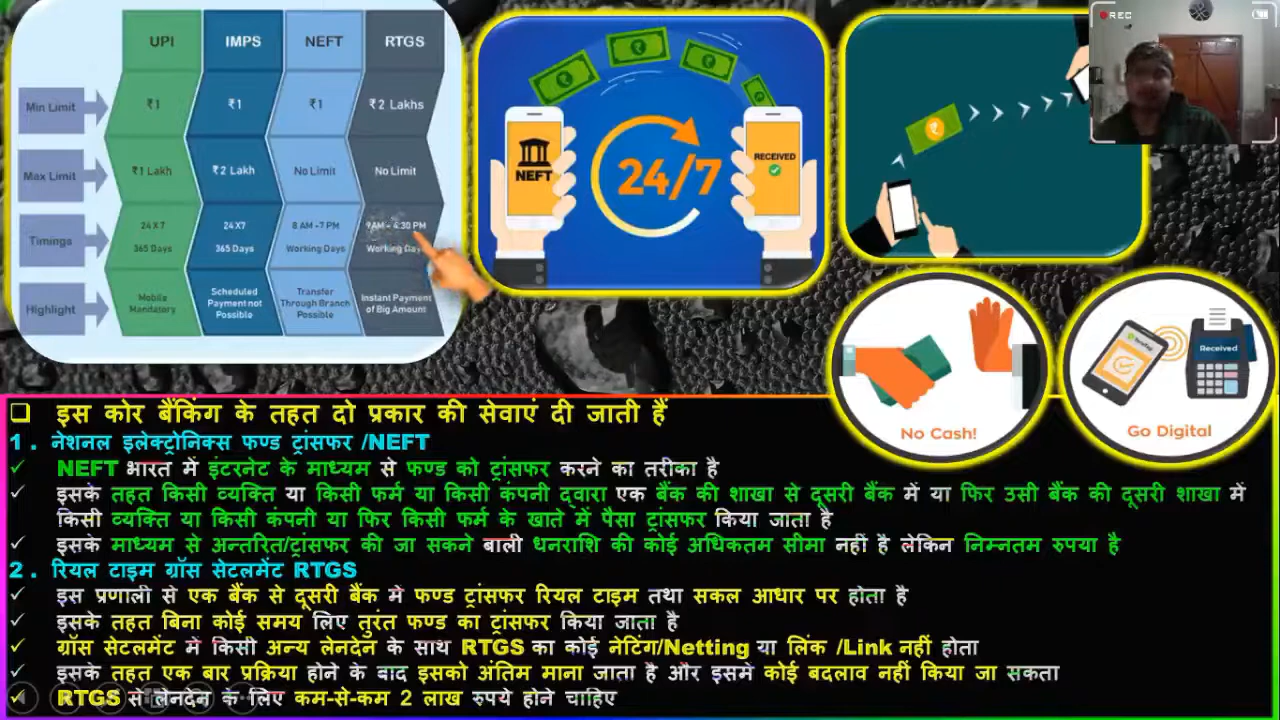 UPI IMPS NEFT RTGS
Min Limit ₹1 ₹1 ₹1 ₹2 Lakhs
Max Limit ₹1 Lakh ₹2 Lakh No Limit No Limit
Timings 24X7 365 Days 24X7 365 Days 8 AM -7 PM Working Days 9AM - 4:30 PM
Highlight Mobile Mandatory Scheduled Payment not Possible Transfer Through Branch Possible Instant Payment of Big Amount
NEFT
24/7
RECEIVED
REC
No Cash!
Received
Go Digital
इस कोर बैंकिंग के तहत दो प्रकार की सेवाएं दी जाती हैं
1. नेशनल इलेक्ट्रोनिक्स फण्ड ट्रांसफर /NEFT
NEFT भारत में इंटरनेट के माध्यम से फण्ड को ट्रांसफर करने का तरीका है
इसके तहत किसी व्यक्ति या किसी फर्म या किसी कंपनी द्वारा एक बैंक की शाखा से दूसरी बैंक में या फिर उसी बैंक की दूसरी शाखा में
किसी व्यक्ति या किसी कंपनी या फिर किसी फर्म के खाते में पैसा ट्रांसफर किया जाता है
इसके माध्यम से अन्तरित/ट्रांसफर की जा सकने बाली धनराशि की कोई अधिकतम सीमा नहीं है लेकिन निम्नतम रुपया है
2. रियल टाइम ग्रॉस सेटलमेंट RTGS
इस प्रणाली से एक बैंक से दूसरी बैंक में फण्ड ट्रांसफर रियल टाइम तथा सकल आधार पर होता है
इसके तहत बिना कोई समय लिए तुरंत फण्ड का ट्रांसफर किया जाता है
ग्रॉस सेटलमेंट में किसी अन्य लेनदेन के साथ RTGS का कोई नेटिंग/Netting या लिंक /Link नहीं होता
इसके तहत एक बार प्रक्रिया होने के बाद इसको अंतिम माना जाता है और इसमें कोई बदलाव नहीं किया जा सकता
RTGS से लेनदेन के लिए कम-से-कम 2 लाख रुपये होने चाहिए